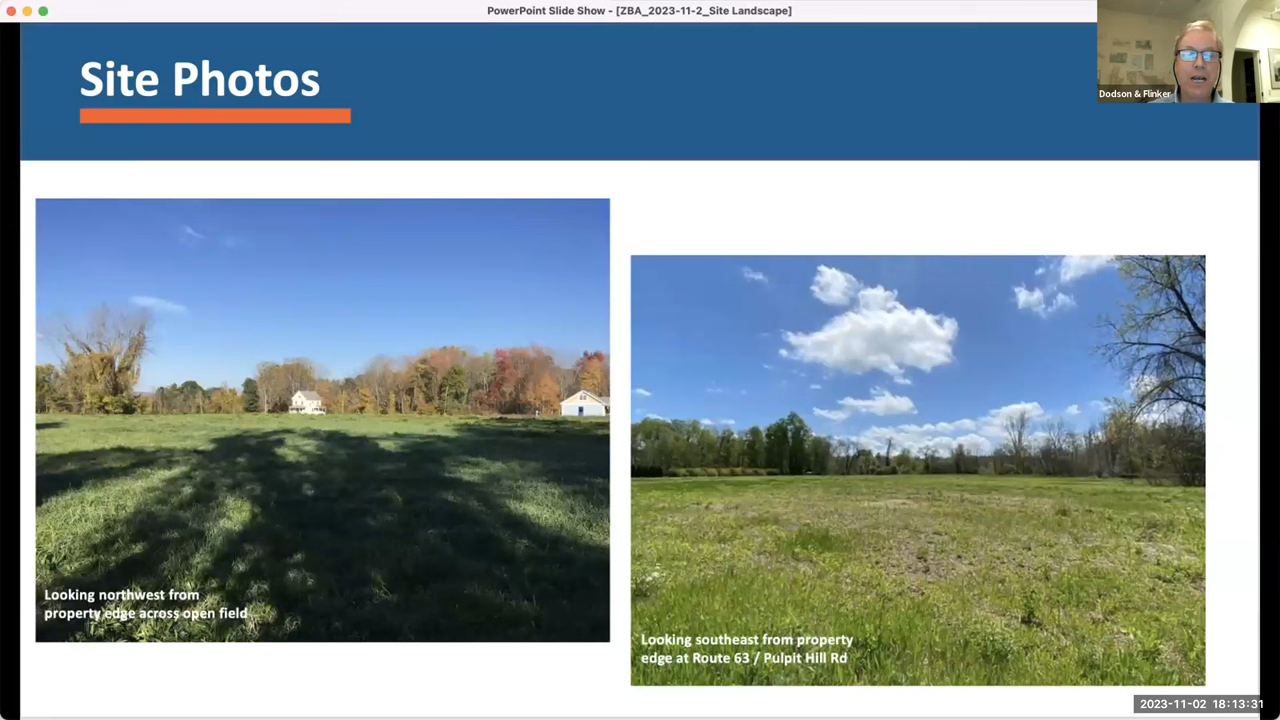 PowerPoint Slide Show - [ZBA_2023-11-2_Site Landscape]
Dodson & Flinker
Site Photos
Looking northwest from
property edge across open field
Looking southeast from property
edge at Route 63 / Pulpit Hill Rd
2023-11-02 18:13:31